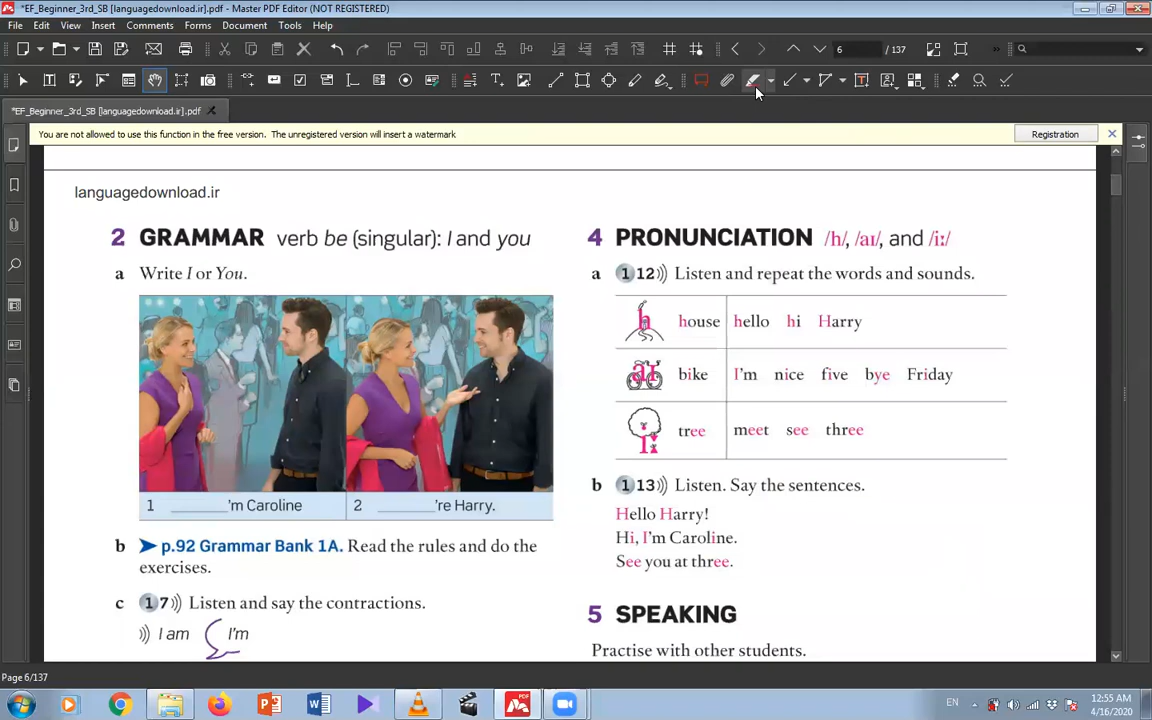 *EF_Beginner_3rd_SB [languagedownload.ir].pdf - Master PDF Editor (NOT REGISTERED)
File Edit View Insert Comments Forms Document Tools Help
6 / 137
*EF_Beginner_3rd_SB [languagedownload.ir].pdf
You are not allowed to use this function in the free version. The unregistered version will insert a watermark
Registration
languagedownload.ir
2 GRAMMAR verb be (singular): I and you
a Write I or You.
1 ______ 'm Caroline
2 ______ 're Harry.
b p.92 Grammar Bank 1A. Read the rules and do the
exercises.
c 1 7 Listen and say the contractions.
I am I'm
4 PRONUNCIATION /h/, /aɪ/, and /iː/
a 1 12 Listen and repeat the words and sounds.
h house hello hi Harry
aɪ bike I'm nice five bye Friday
iː tree meet see three
b 1 13 Listen. Say the sentences.
Hello Harry!
Hi, I'm Caroline.
See you at three.
5 SPEAKING
Practise with other students.
Page 6/137
EN
12:55 AM
4/16/2020